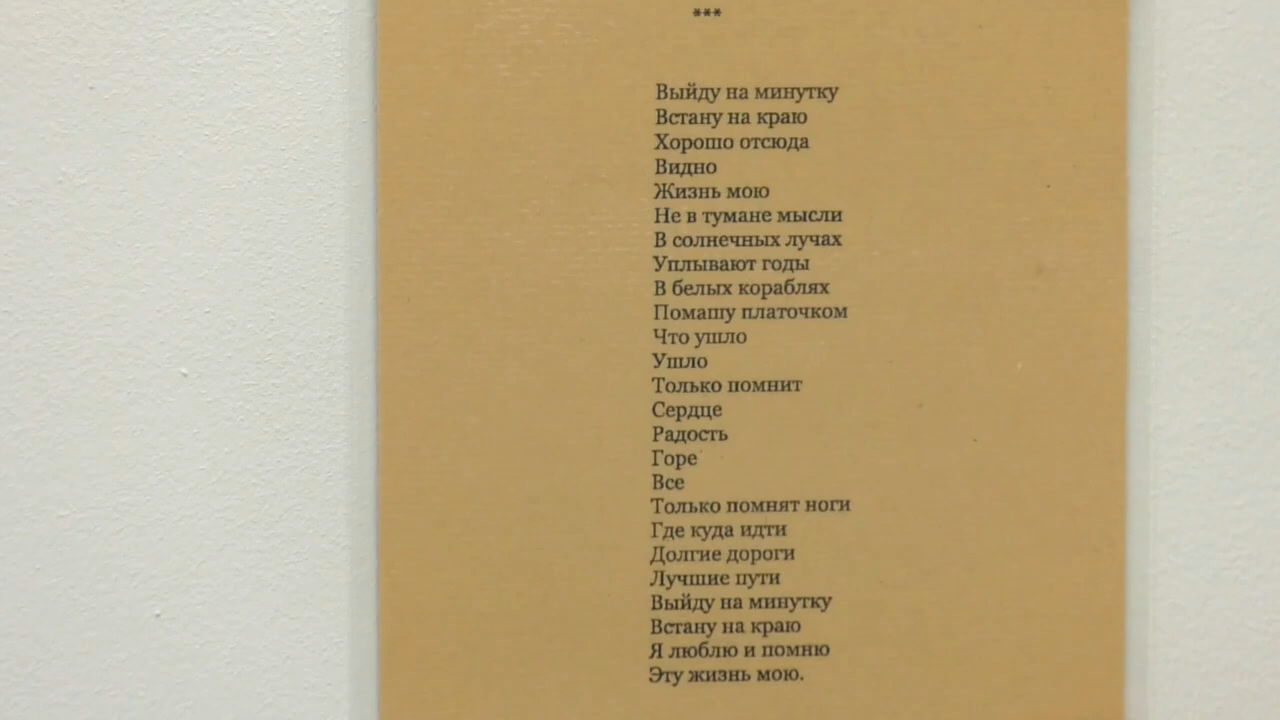 ***
Выйду на минутку
Встану на краю
Хорошо отсюда
Видно
Жизнь мою
Не в тумане мысли
В солнечных лучах
Уплывают годы
В белых кораблях
Помашу платочком
Что ушло
Ушло
Только помнит
Сердце
Радость
Горе
Все
Только помнят ноги
Где куда идти
Долгие дороги
Лучшие пути
Выйду на минутку
Встану на краю
Я люблю и помню
Эту жизнь мою.